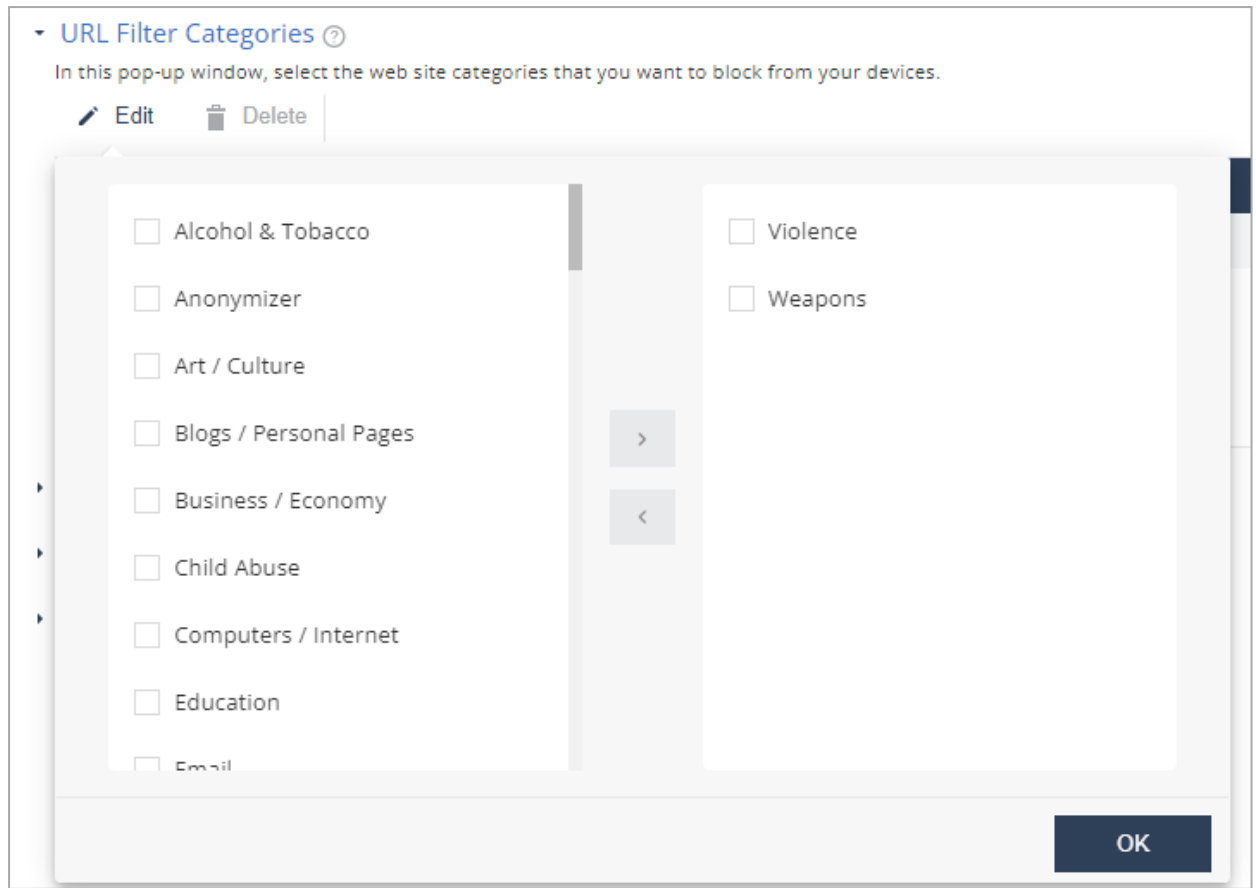 URL Filter Categories ?
In this pop-up window, select the web site categories that you want to block from your devices.
Edit Delete
Alcohol & Tobacco
Anonymizer
Art / Culture
Blogs / Personal Pages
Business / Economy
Child Abuse
Computers / Internet
Education
Email
Violence
Weapons
>
<
OK